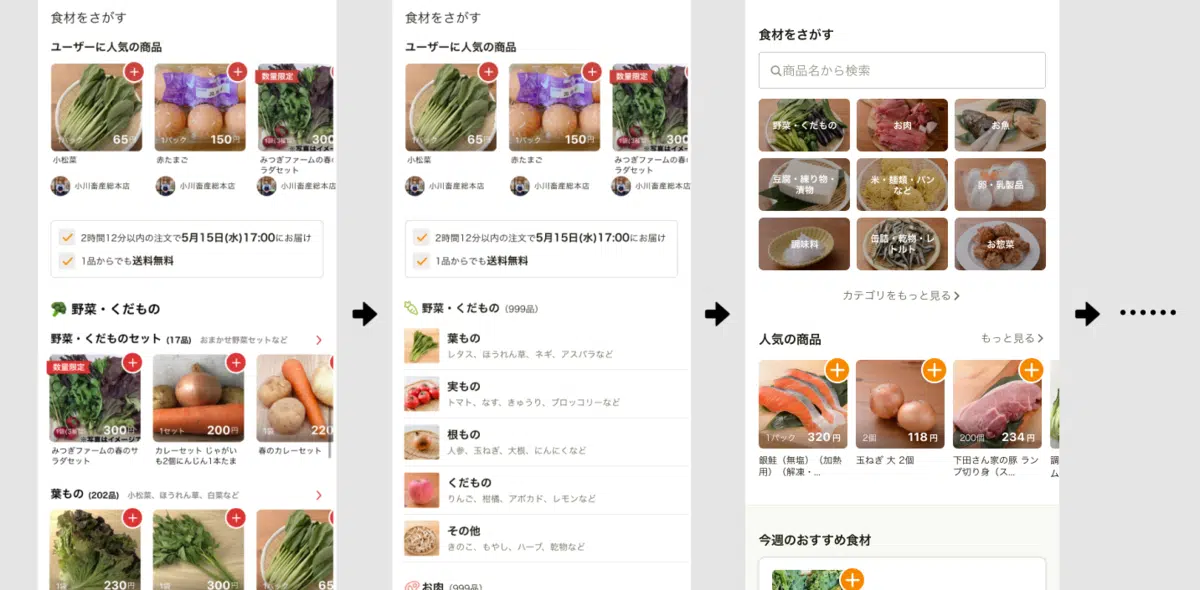 食材をさがす
ユーザーに人気の商品
数量限定
1パック 65円
1パック 150円
1袋(3種類) 300
※写真はイメージ
小松菜
赤たまご
みつぎファームの春の
ラダセット
小川畜産総本店
小川畜産総本店
小川畜産総本店
2時間12分以内の注文で5月15日(水)17:00にお届け
1品からでも送料無料
野菜・くだもの
野菜・くだものセット (17品) おまかせ野菜セットなど
数量限定
1袋(3種類) 300円
1セット 200円
1袋 220
※写真はイメージ
みつぎファームの春のサ
ラダセット
カレーセット じゃがい
も2個にんじん1本たま
春のカレーセット
葉もの (202品) 小松菜、ほうれん草、白菜など
1袋 230円
1袋 300円
1パック 65
食材をさがす
ユーザーに人気の商品
数量限定
1パック 65円
1パック 150円
1袋(3種類) 300
※写真はイメージ
小松菜
赤たまご
みつぎファームの春の
ラダセット
小川畜産総本店
小川畜産総本店
小川畜産総本店
2時間12分以内の注文で5月15日(水)17:00にお届け
1品からでも送料無料
野菜・くだもの (999品)
葉もの
レタス、ほうれん草、ネギ、アスパラなど
実もの
トマト、なす、きゅうり、ブロッコリーなど
根もの
人参、玉ねぎ、大根、にんにくなど
くだもの
りんご、柑橘、アボカド、レモンなど
その他
きのこ、もやし、ハーブ、乾物など
お肉 (999品)
食材をさがす
商品名から検索
野菜・くだもの
お肉
お魚
豆腐・練り物・
漬物
米・麺類・パン
など
卵・乳製品
調味料
缶詰・乾物・レ
トルト
お惣菜
カテゴリをもっと見る
人気の商品
もっと見る
1パック 320円
2個 118円
200g 234円
銀鮭（無塩）（加熱
用）（解凍・...
玉ねぎ 大 2個
下田さん家の豚 ラン
プ切り身（ス...
調
ム
今週のおすすめ食材